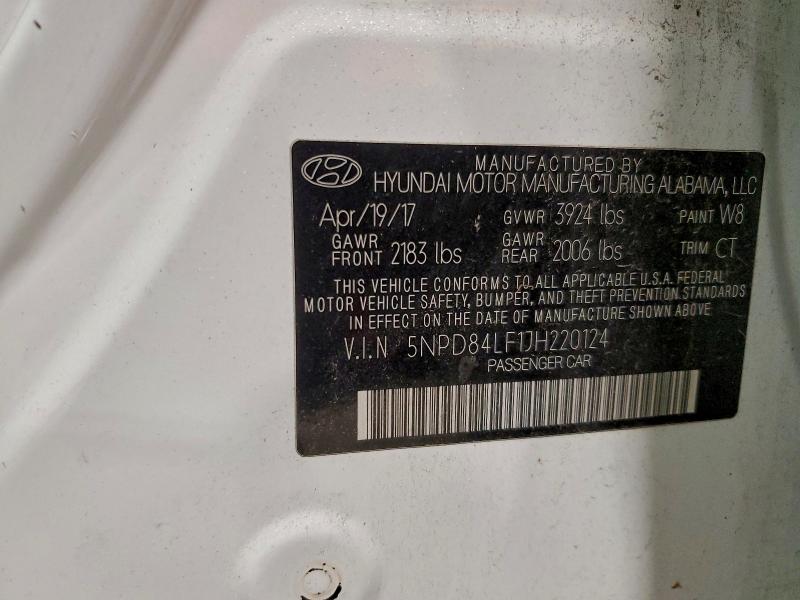 MANUFACTURED BY
HYUNDAI MOTOR MANUFACTURING ALABAMA, LLC
Apr/19/17 GVWR 3924 lbs PAINT W8
GAWR FRONT 2183 lbs GAWR REAR 2006 lbs TRIM CT
THIS VEHICLE CONFORMS TO ALL APPLICABLE U.S.A. FEDERAL
MOTOR VEHICLE SAFETY, BUMPER, AND THEFT PREVENTION STANDARDS
IN EFFECT ON THE DATE OF MANUFACTURE SHOWN ABOVE
V.I.N 5NPD84LF1JH220124
PASSENGER CAR